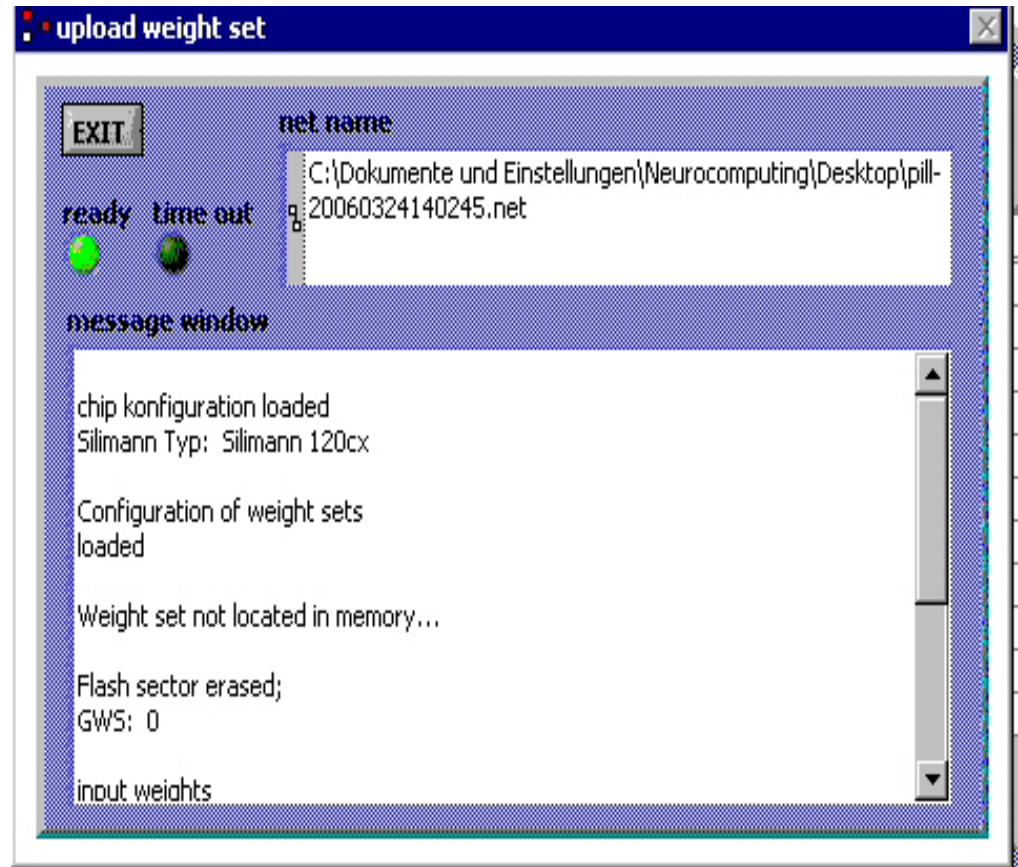 upload weight set
EXIT
net name
C:\Dokumente und Einstellungen\Neurocomputing\Desktop\pill-
20060324140245.net
ready time out
message window
chip konfiguration loaded
Silimann Typ: Silimann 120cx
Configuration of weight sets
loaded
Weight set not located in memory...
Flash sector erased;
GWS: 0
input weights